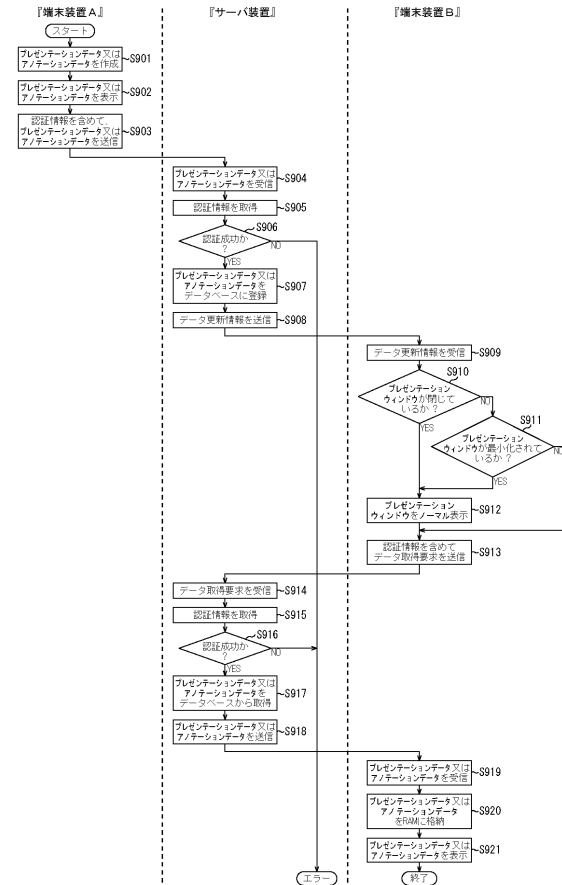 『端末装置A』
『サーバ装置』
『端末装置B』
スタート
プレゼンテーションデータ又は
アノテーションデータを作成
S901
プレゼンテーションデータ又は
アノテーションデータを表示
S902
認証情報を含めて、
プレゼンテーションデータ又は
アノテーションデータを送信
S903
プレゼンテーションデータ又は
アノテーションデータを受信
S904
認証情報を取得
S905
認証成功か
?
S906
NO
YES
プレゼンテーションデータ又は
アノテーションデータを
データベースに登録
S907
データ更新情報を送信
S908
データ更新情報を受信
S909
プレゼンテーション
ウィンドウが閉じて
いるか?
S910
NO
YES
プレゼンテーション
ウィンドウが最小化されて
いるか?
S911
NO
YES
プレゼンテーション
ウィンドウをノーマル表示
S912
認証情報を含めて
データ取得要求を送信
S913
データ取得要求を受信
S914
認証情報を取得
S915
認証成功か
?
S916
NO
YES
プレゼンテーションデータ又は
アノテーションデータを
データベースから取得
S917
プレゼンテーションデータ又は
アノテーションデータを送信
S918
プレゼンテーションデータ又は
アノテーションデータを受信
S919
プレゼンテーションデータ又は
アノテーションデータ
をRAMに格納
S920
プレゼンテーションデータ又は
アノテーションデータを表示
S921
エラー
終了